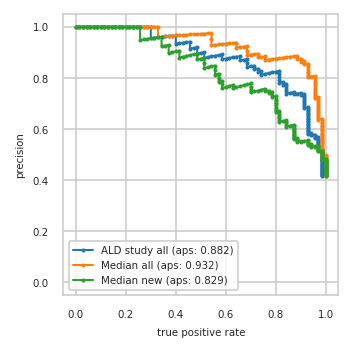 1.0
0.8
0.6
0.4
0.2
0.0
precision
ALD study all (aps: 0.882)
Median all (aps: 0.932)
Median new (aps: 0.829)
0.0 0.2 0.4 0.6 0.8 1.0
true positive rate